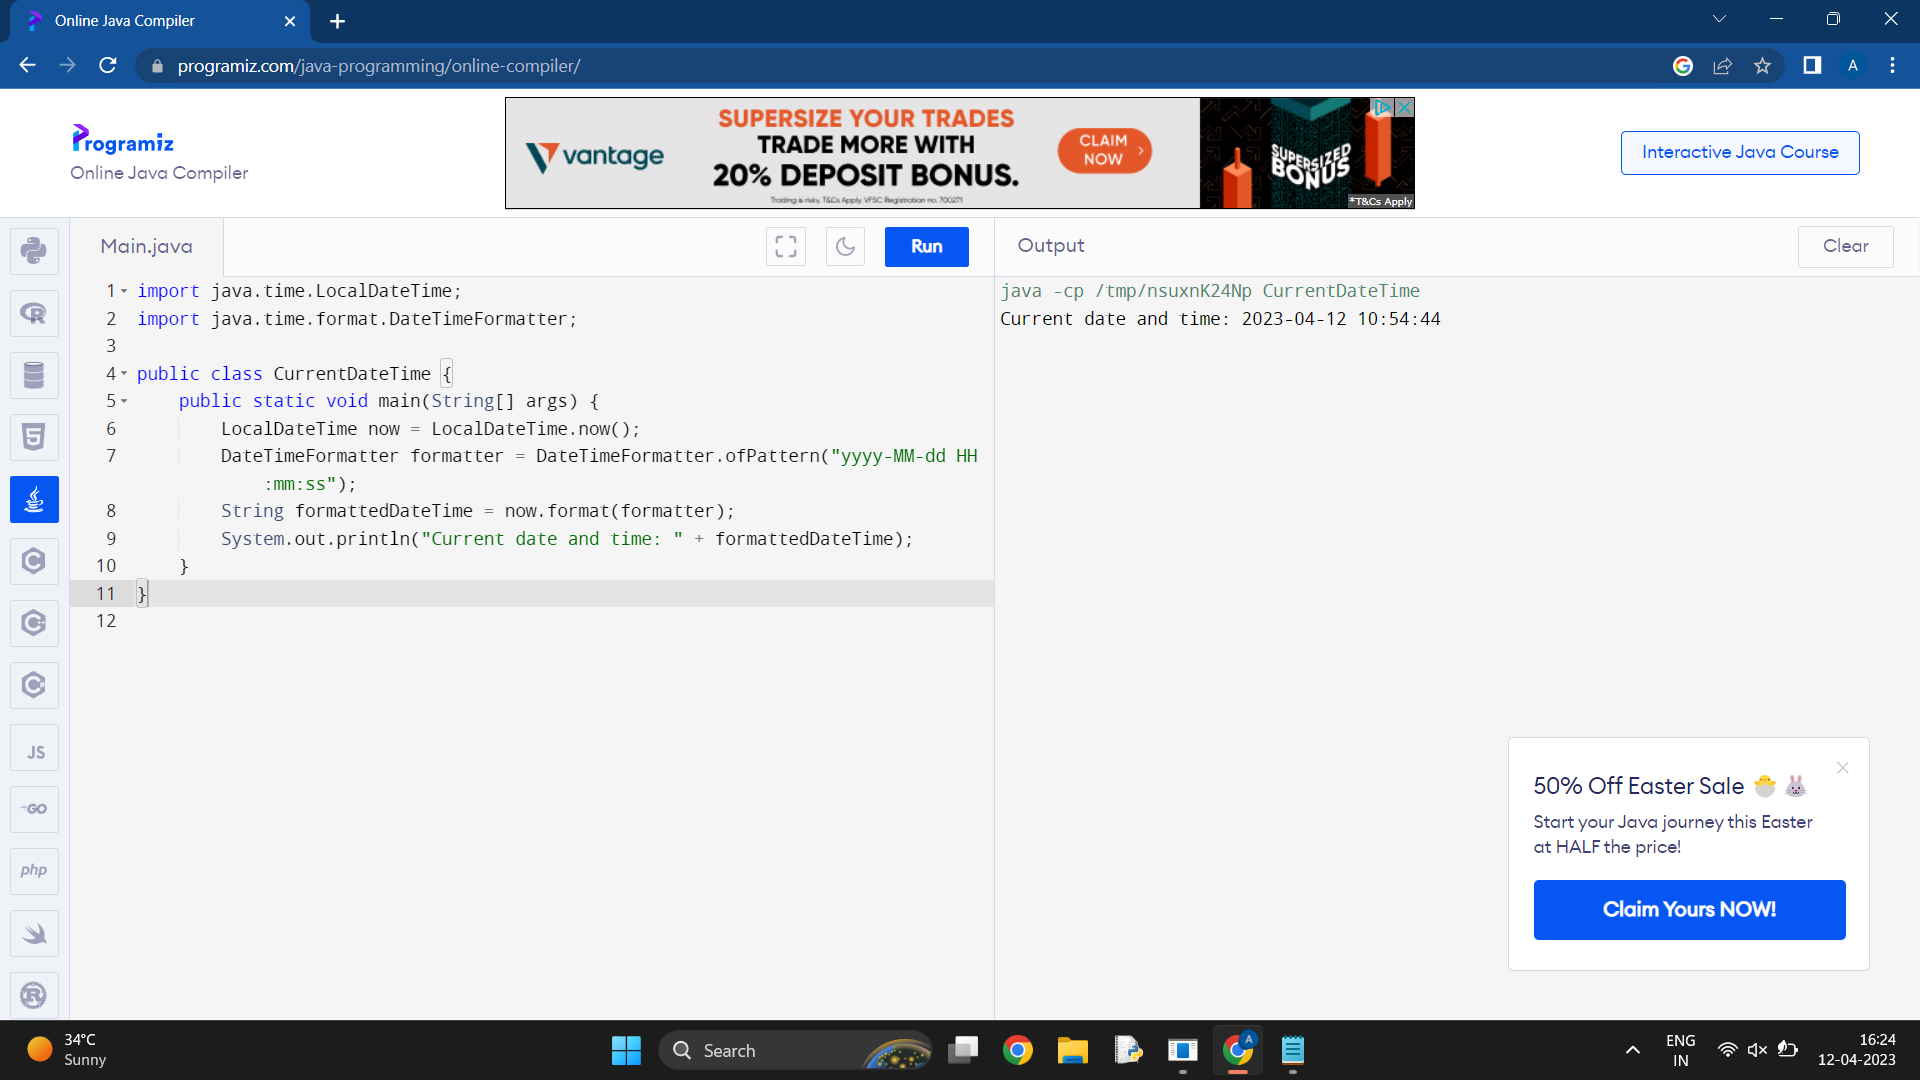 Online Java Compiler
programiz.com/java-programming/online-compiler/
A
Programiz
Online Java Compiler
vantage
SUPERSIZE YOUR TRADES
TRADE MORE WITH
20% DEPOSIT BONUS.
Trading is risky. T&Cs Apply. VFSC Registration no. 700271
CLAIM
NOW
SUPERSIZED
BONUS
*T&Cs Apply
Interactive Java Course
Main.java
Run
Output
Clear
1 import java.time.LocalDateTime;
2 import java.time.format.DateTimeFormatter;
3
4 public class CurrentDateTime {
5 public static void main(String[] args) {
6 LocalDateTime now = LocalDateTime.now();
7 DateTimeFormatter formatter = DateTimeFormatter.ofPattern("yyyy-MM-dd HH
:mm:ss");
8 String formattedDateTime = now.format(formatter);
9 System.out.println("Current date and time: " + formattedDateTime);
10 }
11 }
12
java -cp /tmp/nsuxnK24Np CurrentDateTime
Current date and time: 2023-04-12 10:54:44
R
5
C
C
C
JS
GO
php
R
50% Off Easter Sale 🐣 🐰
Start your Java journey this Easter
at HALF the price!
Claim Yours NOW!
34°C
Sunny
Search
A
ENG
IN
16:24
12-04-2023